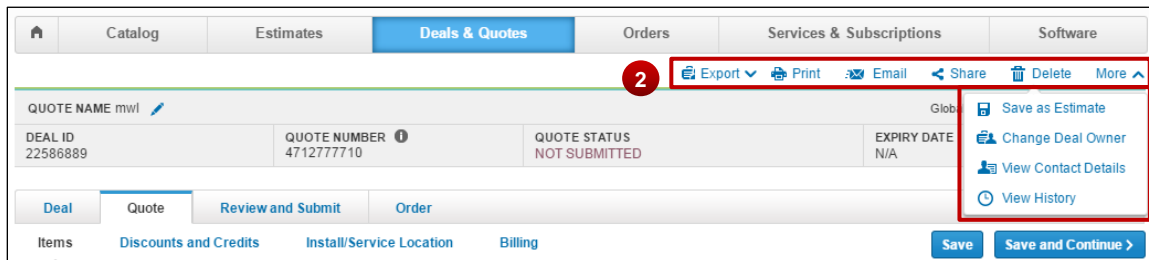 Catalog Estimates Deals & Quotes Orders Services & Subscriptions Software
2 Export Print Email Share Delete More
QUOTE NAME mwl Globa
Save as Estimate
DEAL ID QUOTE NUMBER QUOTE STATUS EXPIRY DATE
22586889 4712777710 NOT SUBMITTED N/A
Change Deal Owner
View Contact Details
View History
Deal Quote Review and Submit Order
Items Discounts and Credits Install/Service Location Billing Save Save and Continue >